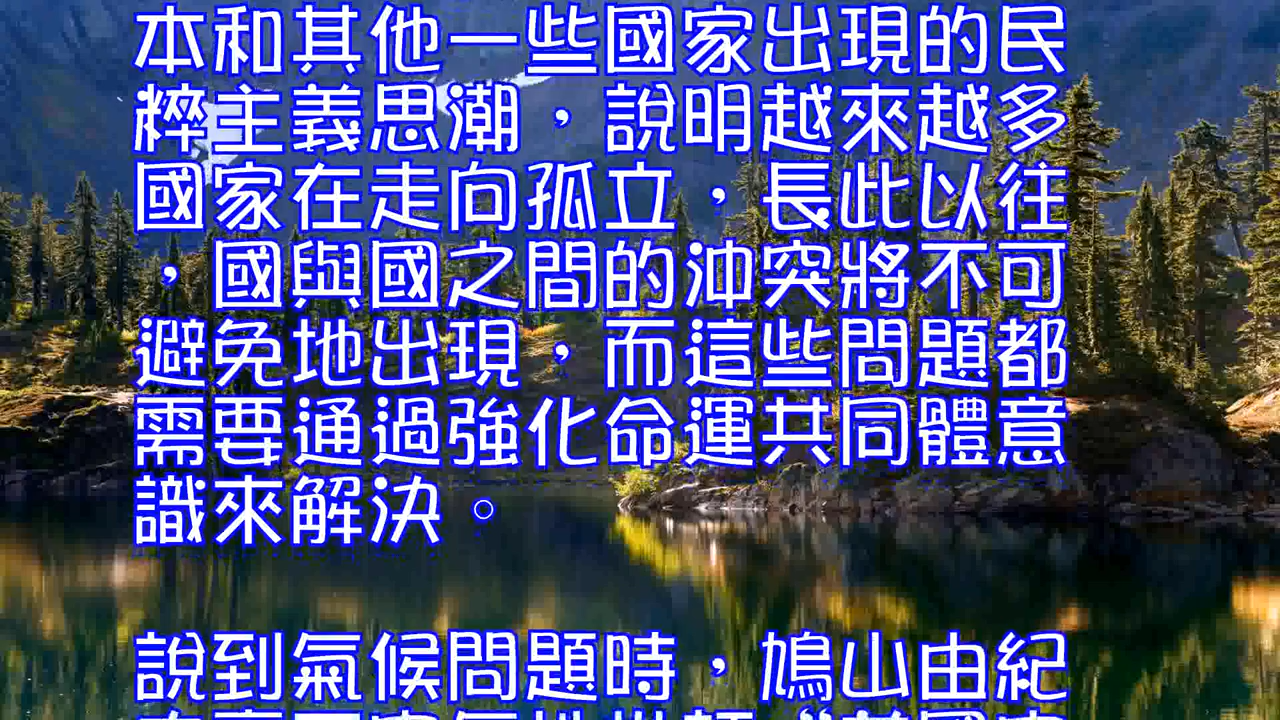 本和其他一些國家出現的民
粹主義思潮，說明越來越多
國家在走向孤立，長此以往
，國與國之間的沖突將不可
避免地出現，而這些問題都
需要通過強化命運共同體意
識來解決。
說到氣候問題時，鳩山由紀